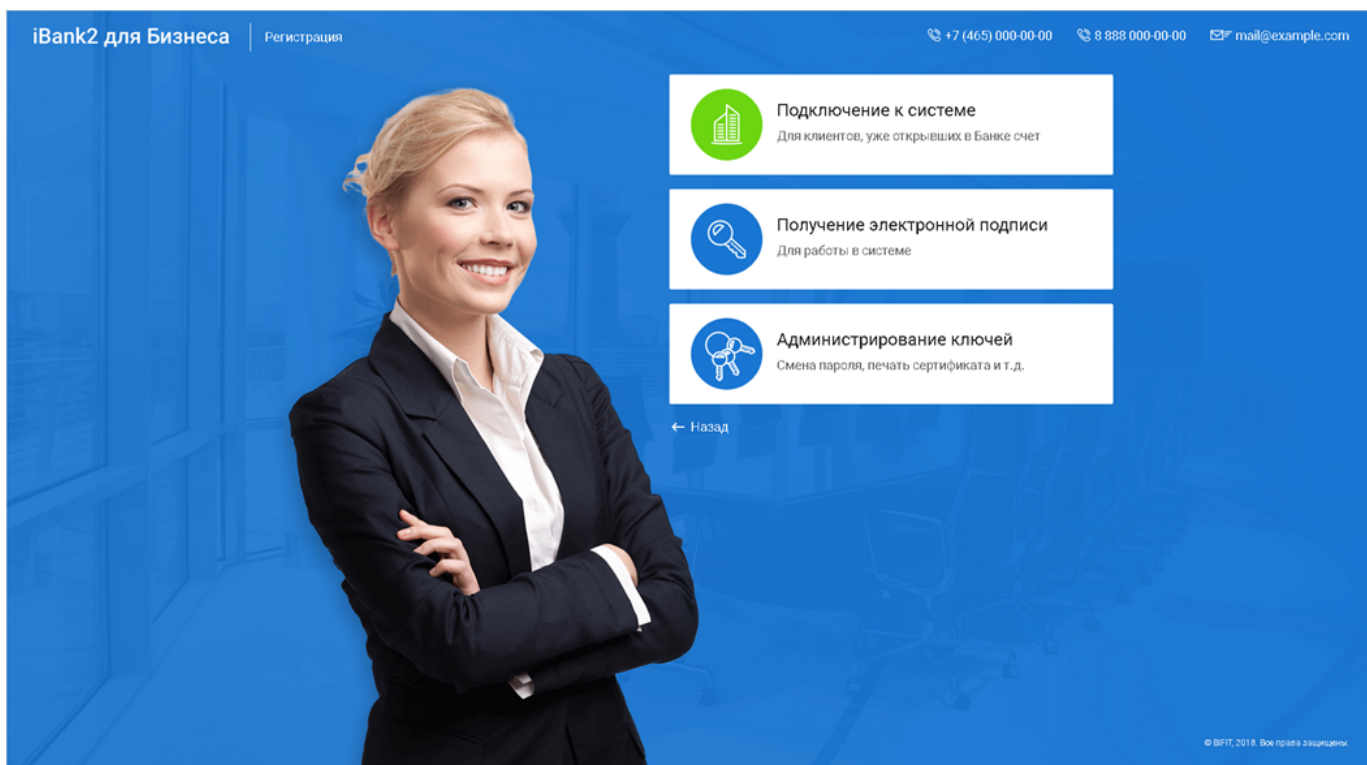 iBank2 для Бизнеса
Регистрация
+7 (465) 000-00-00
8 888 000-00-00
mail@example.com
Подключение к системе
Для клиентов, уже открывших в Банке счет
Получение электронной подписи
Для работы в системе
Администрирование ключей
Смена пароля, печать сертификата и т.д.
← Назад
© BIFIT, 2018. Все права защищены.